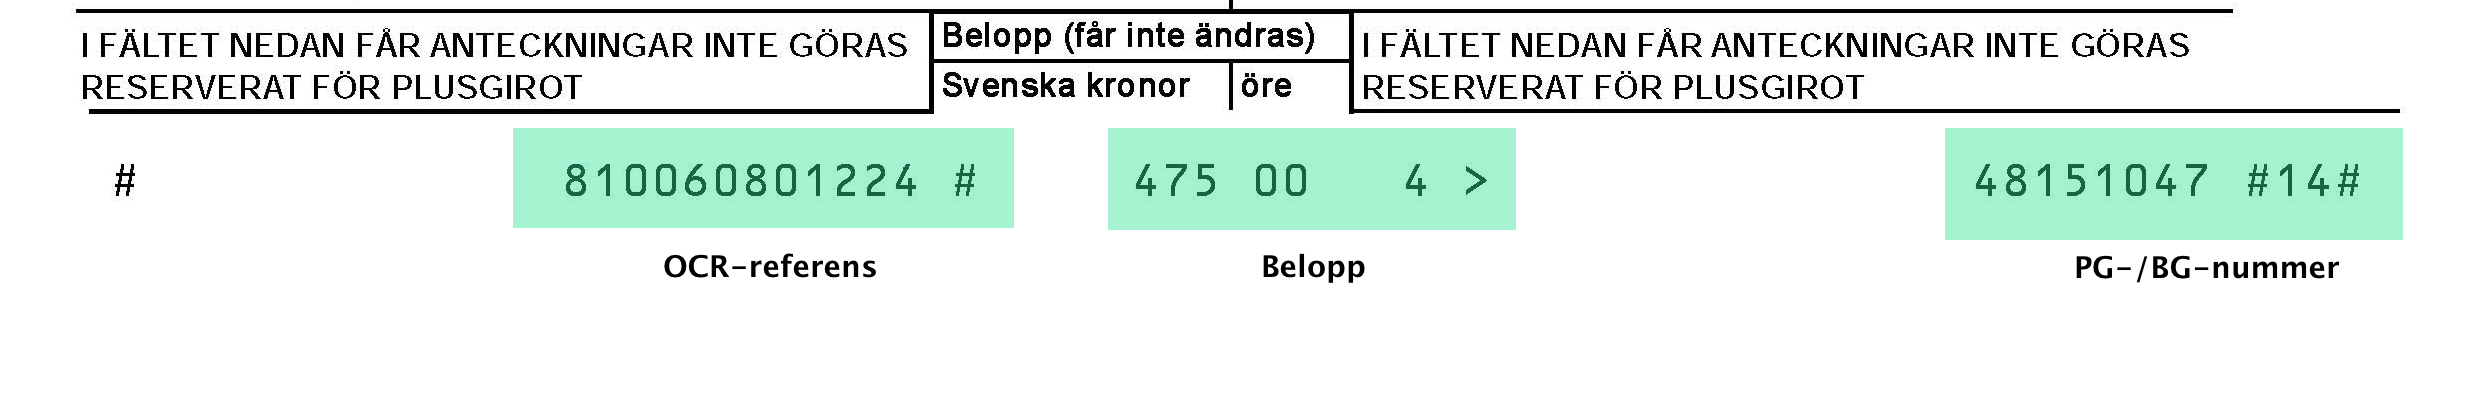 I FÄLTET NEDAN FÅR ANTECKNINGAR INTE GÖRAS
RESERVERAT FÖR PLUSGIROT
Belopp (får inte ändras)
Svenska kronor öre
I FÄLTET NEDAN FÅR ANTECKNINGAR INTE GÖRAS
RESERVERAT FÖR PLUSGIROT
# 810060801224 # 475 00 4 > 48151047 #14#
OCR-referens Belopp PG-/BG-nummer